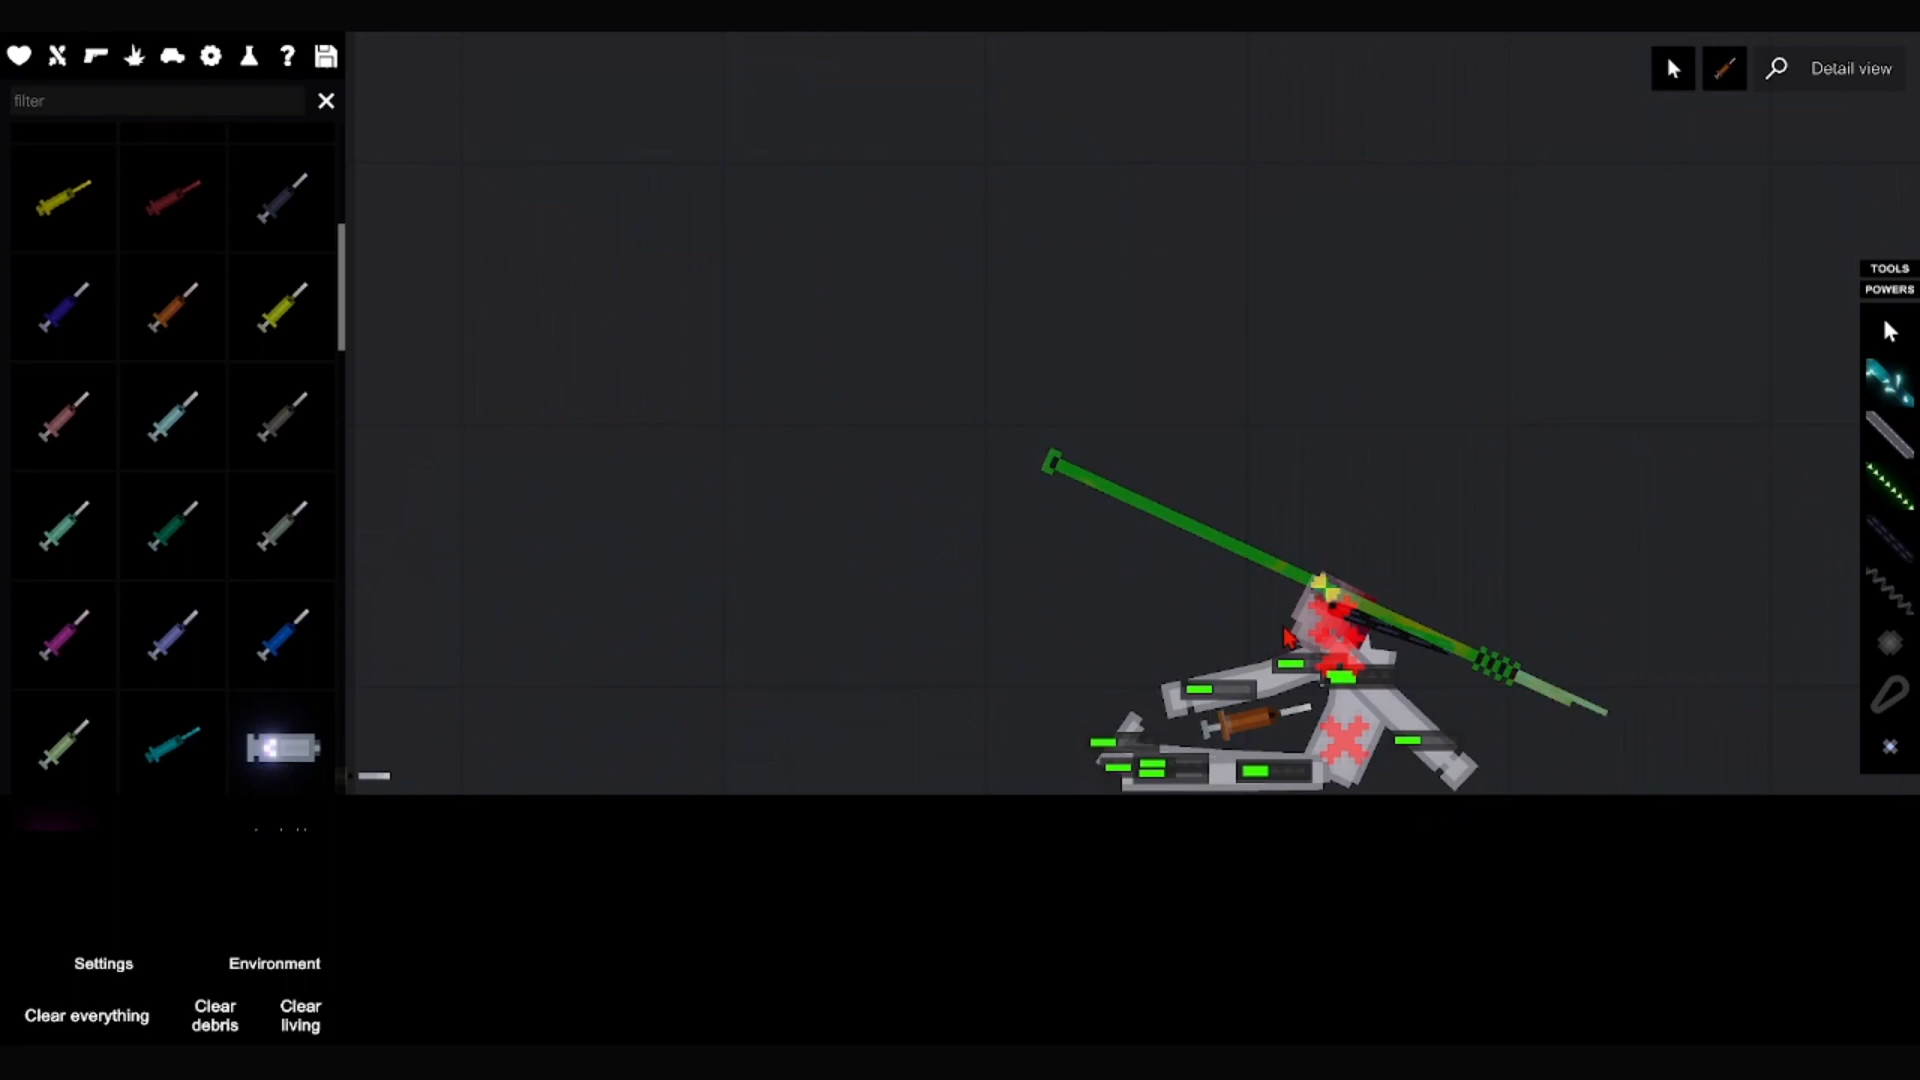 ?
filter
Detail view
TOOLS
POWERS
Settings
Environment
Clear everything
Clear
debris
Clear
living